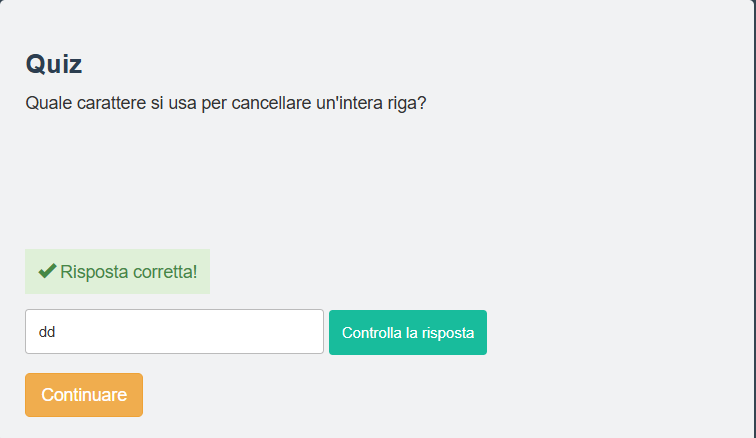 Quiz
Quale carattere si usa per cancellare un'intera riga?
Risposta corretta!
dd
Controlla la risposta
Continuare